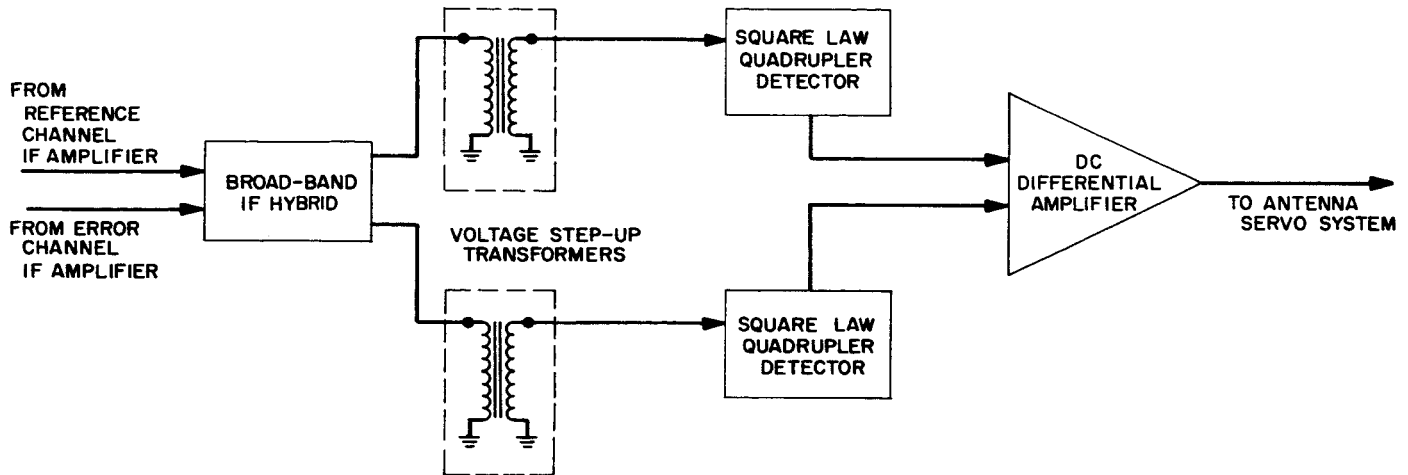 FROM
REFERENCE
CHANNEL
IF AMPLIFIER
FROM ERROR
CHANNEL
IF AMPLIFIER
BROAD-BAND
IF HYBRID
VOLTAGE STEP-UP
TRANSFORMERS
SQUARE LAW
QUADRUPLER
DETECTOR
SQUARE LAW
QUADRUPLER
DETECTOR
DC
DIFFERENTIAL
AMPLIFIER
TO ANTENNA
SERVO SYSTEM